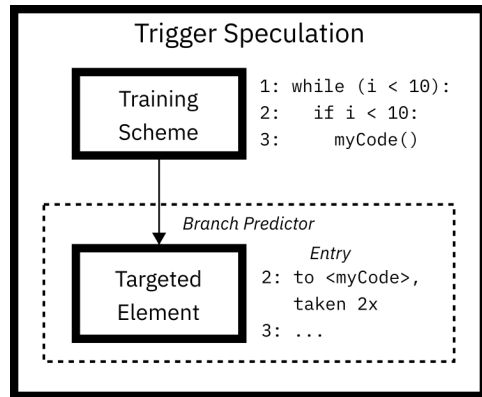 Trigger Speculation
Training
Scheme
1: while (i < 10):
2:   if i < 10:
3:     myCode()
Branch Predictor
Targeted
Element
Entry
2: to <myCode>,
taken 2x
3: ...